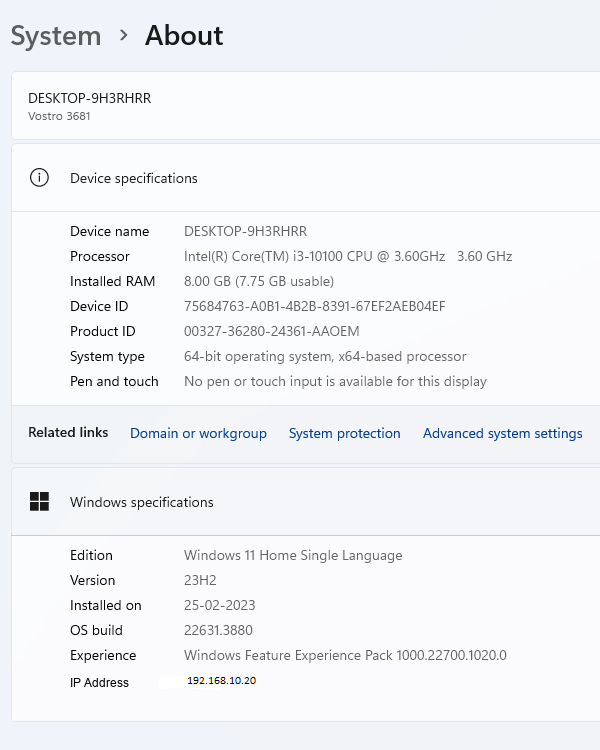 System > About
DESKTOP-9H3RHRR
Vostro 3681
Device specifications
Device name DESKTOP-9H3RHRR
Processor Intel(R) Core(TM) i3-10100 CPU @ 3.60GHz 3.60 GHz
Installed RAM 8.00 GB (7.75 GB usable)
Device ID 75684763-A0B1-4B2B-8391-67EF2AEB04EF
Product ID 00327-36280-24361-AAOEM
System type 64-bit operating system, x64-based processor
Pen and touch No pen or touch input is available for this display
Related links Domain or workgroup System protection Advanced system settings
Windows specifications
Edition Windows 11 Home Single Language
Version 23H2
Installed on 25-02-2023
OS build 22631.3880
Experience Windows Feature Experience Pack 1000.22700.1020.0
IP Address 192.168.10.20